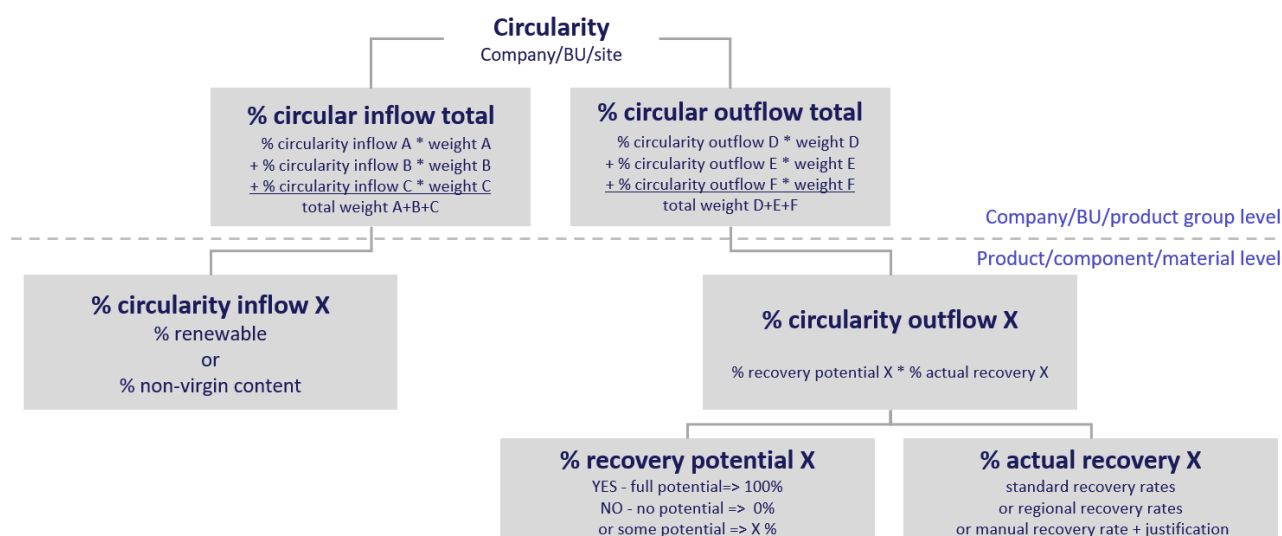 Circularity
Company/BU/site
% circular inflow total
% circularity inflow A * weight A
+ % circularity inflow B * weight B
+ % circularity inflow C * weight C
total weight A+B+C
% circular outflow total
% circularity outflow D * weight D
+ % circularity outflow E * weight E
+ % circularity outflow F * weight F
total weight D+E+F
Company/BU/product group level
Product/component/material level
% circularity inflow X
% renewable
or
% non-virgin content
% circularity outflow X
% recovery potential X * % actual recovery X
% recovery potential X
YES - full potential=> 100%
NO - no potential => 0%
or some potential => X %
% actual recovery X
standard recovery rates
or regional recovery rates
or manual recovery rate + justification